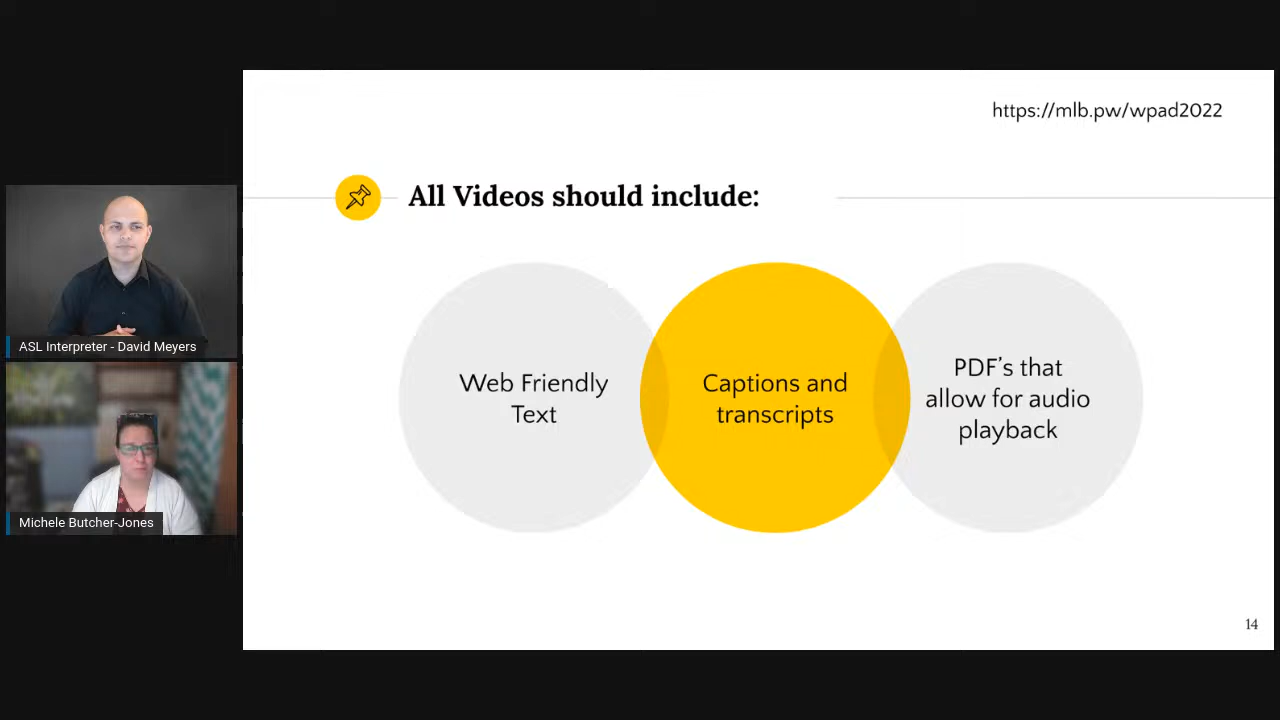 https://mlb.pw/wpad2022
All Videos should include:
Web Friendly
Text
Captions and
transcripts
PDF's that
allow for audio
playback
ASL Interpreter - David Meyers
Michele Butcher-Jones
14